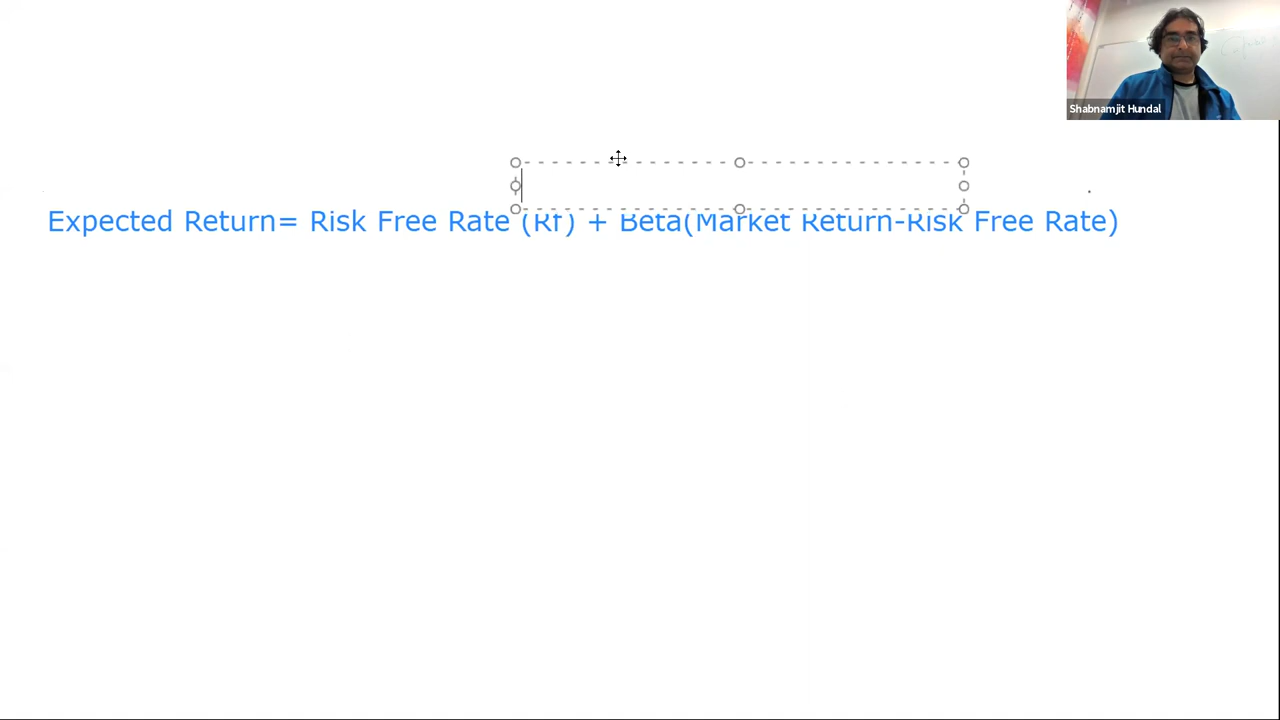 Shabnamjit Hundal
Expected Return= Risk Free Rate (Rf) + Beta(Market Return-Risk Free Rate)